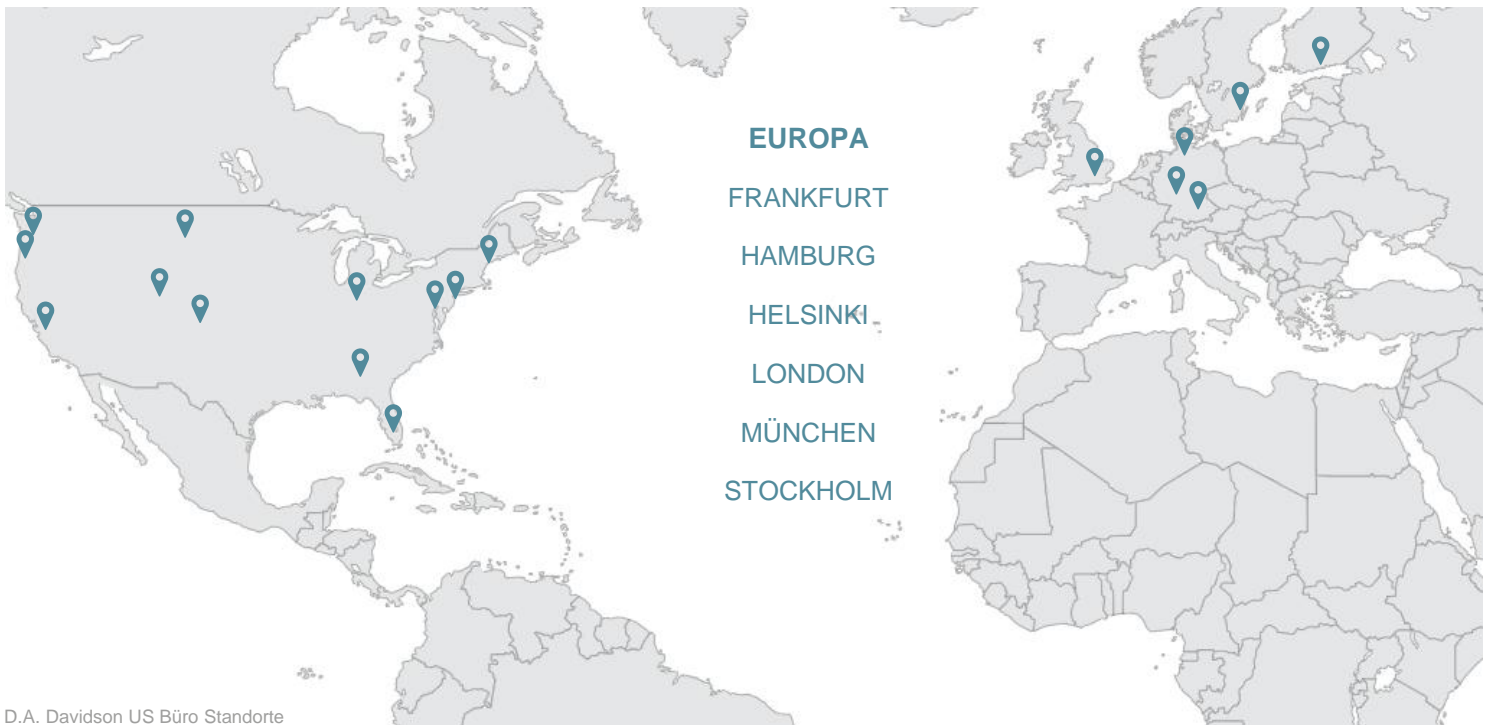 EUROPA
FRANKFURT
HAMBURG
HELSINKI
LONDON
MÜNCHEN
STOCKHOLM
D.A. Davidson US Büro Standorte